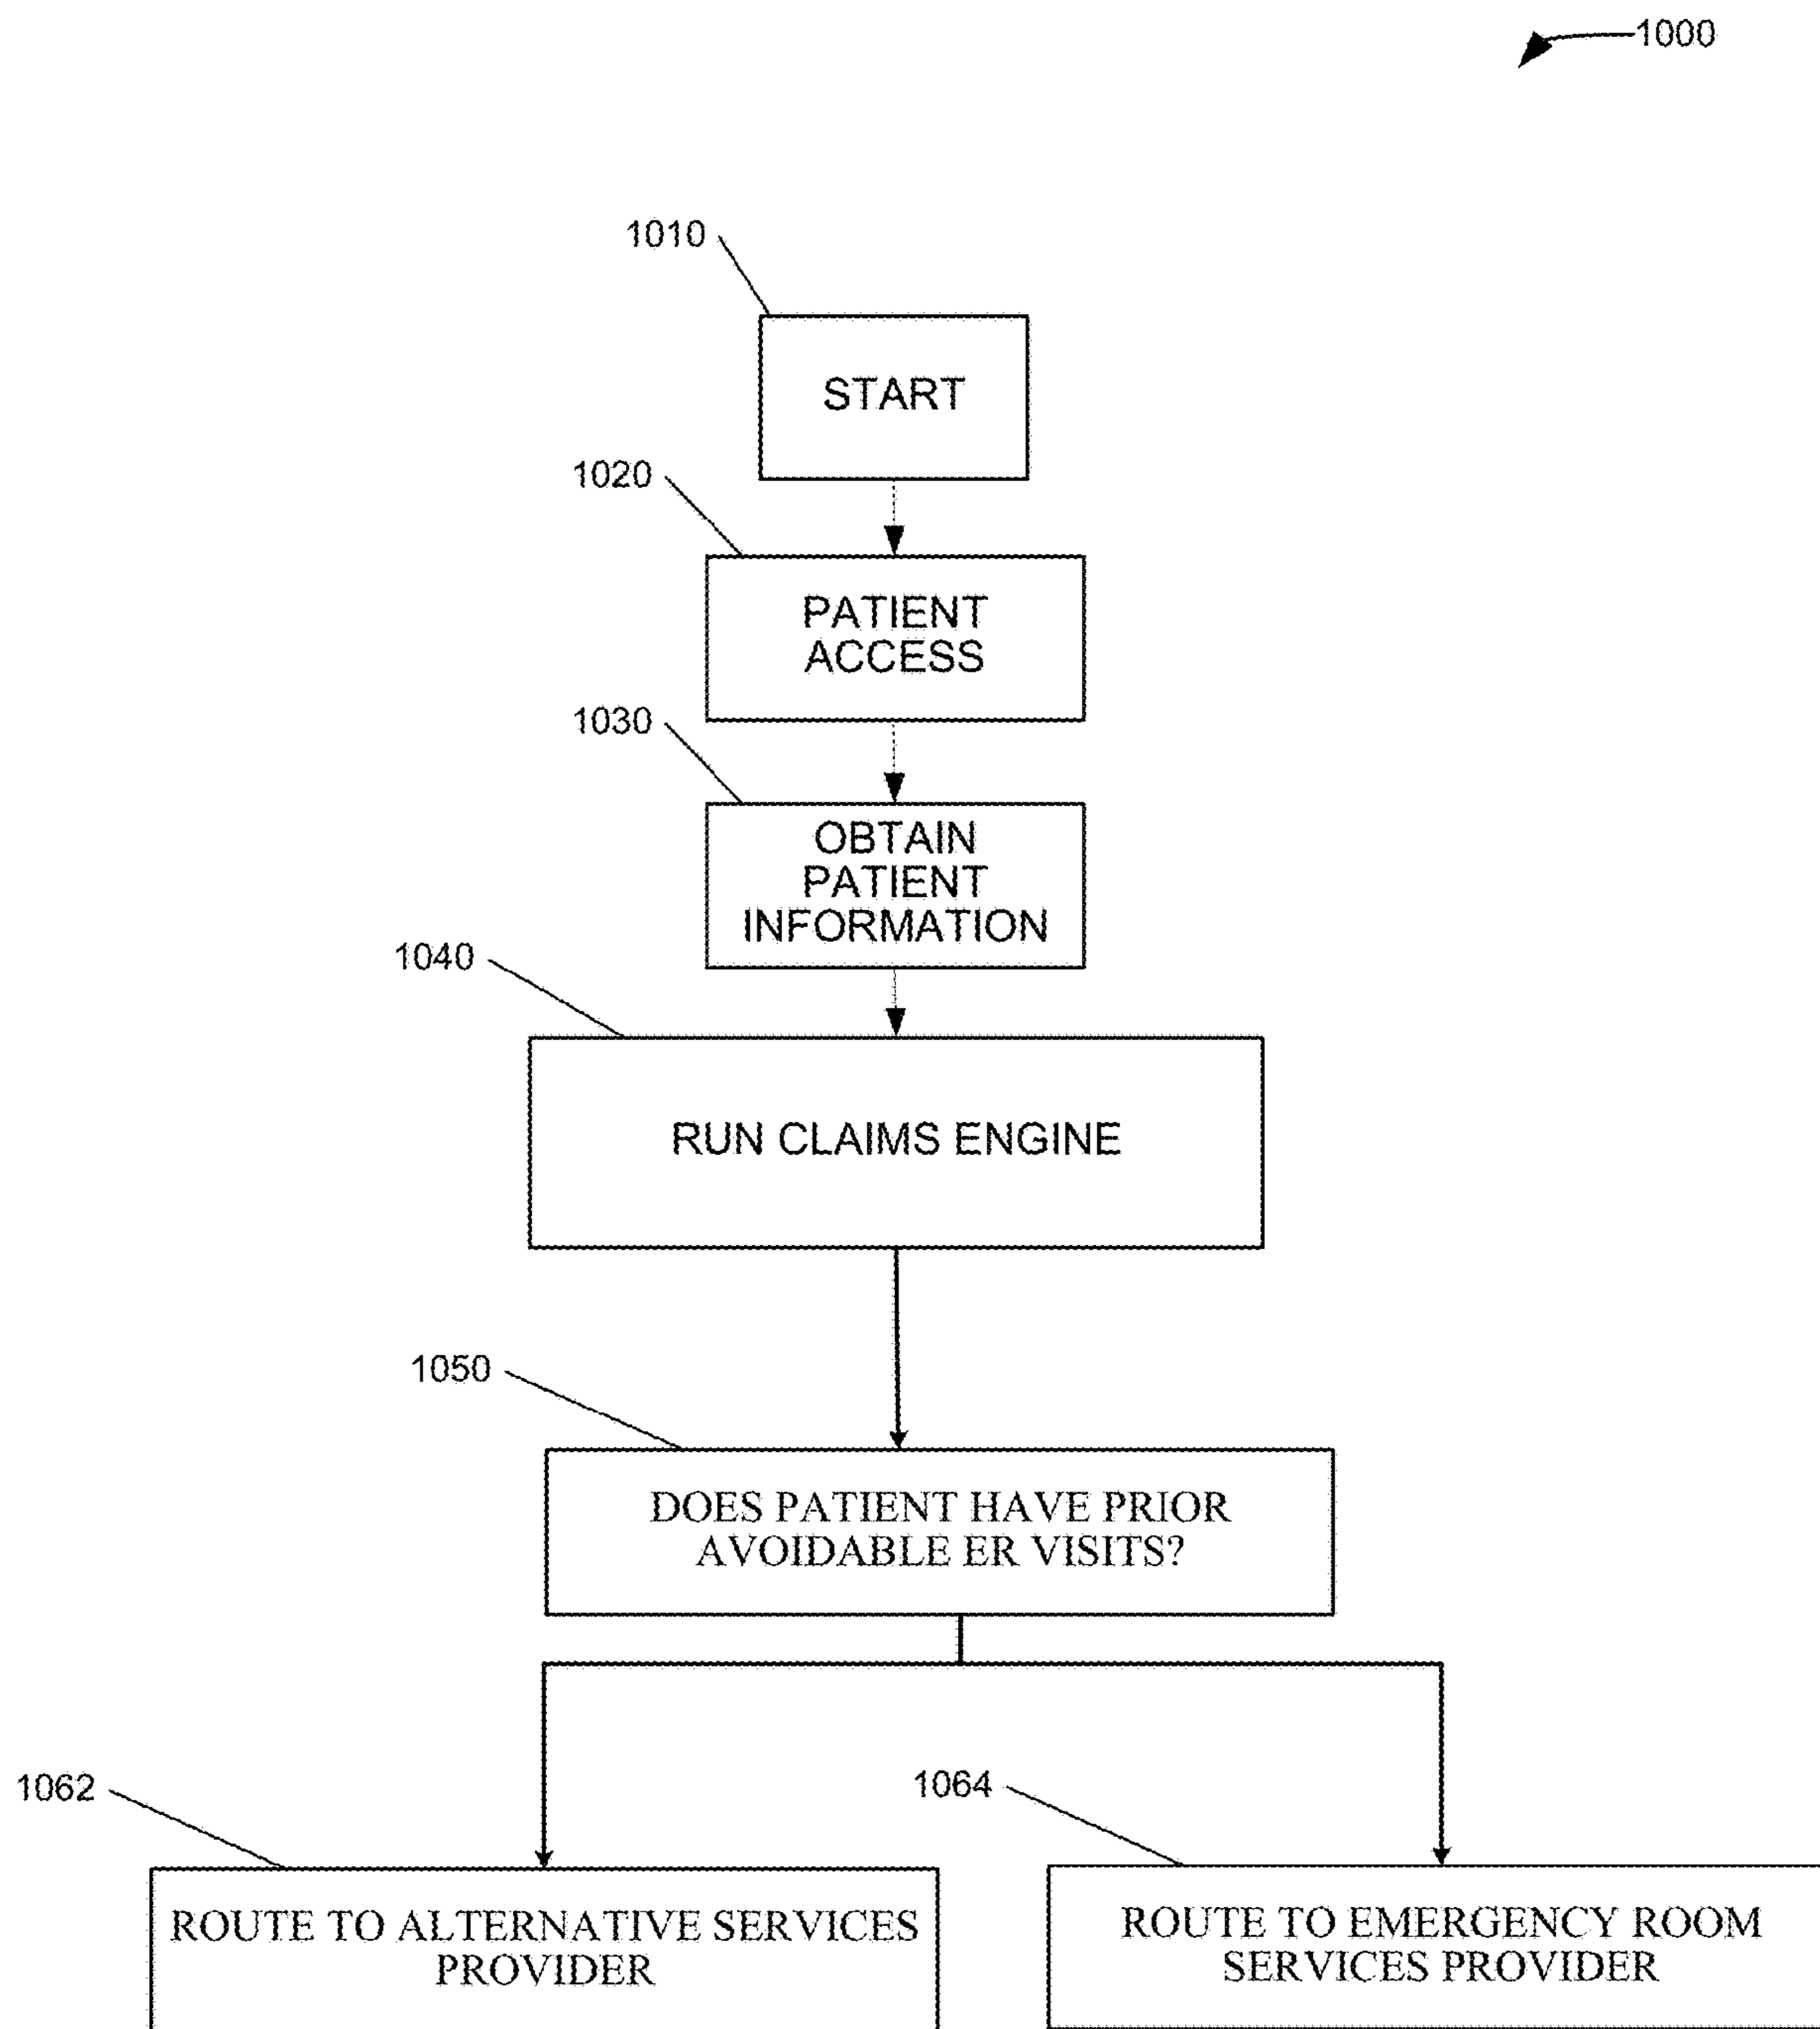 1000
1010
START
1020
PATIENT
ACCESS
1030
OBTAIN
PATIENT
INFORMATION
1040
RUN CLAIMS ENGINE
1050
DOES PATIENT HAVE PRIOR
AVOIDABLE ER VISITS?
1062
ROUTE TO ALTERNATIVE SERVICES
PROVIDER
1064
ROUTE TO EMERGENCY ROOM
SERVICES PROVIDER